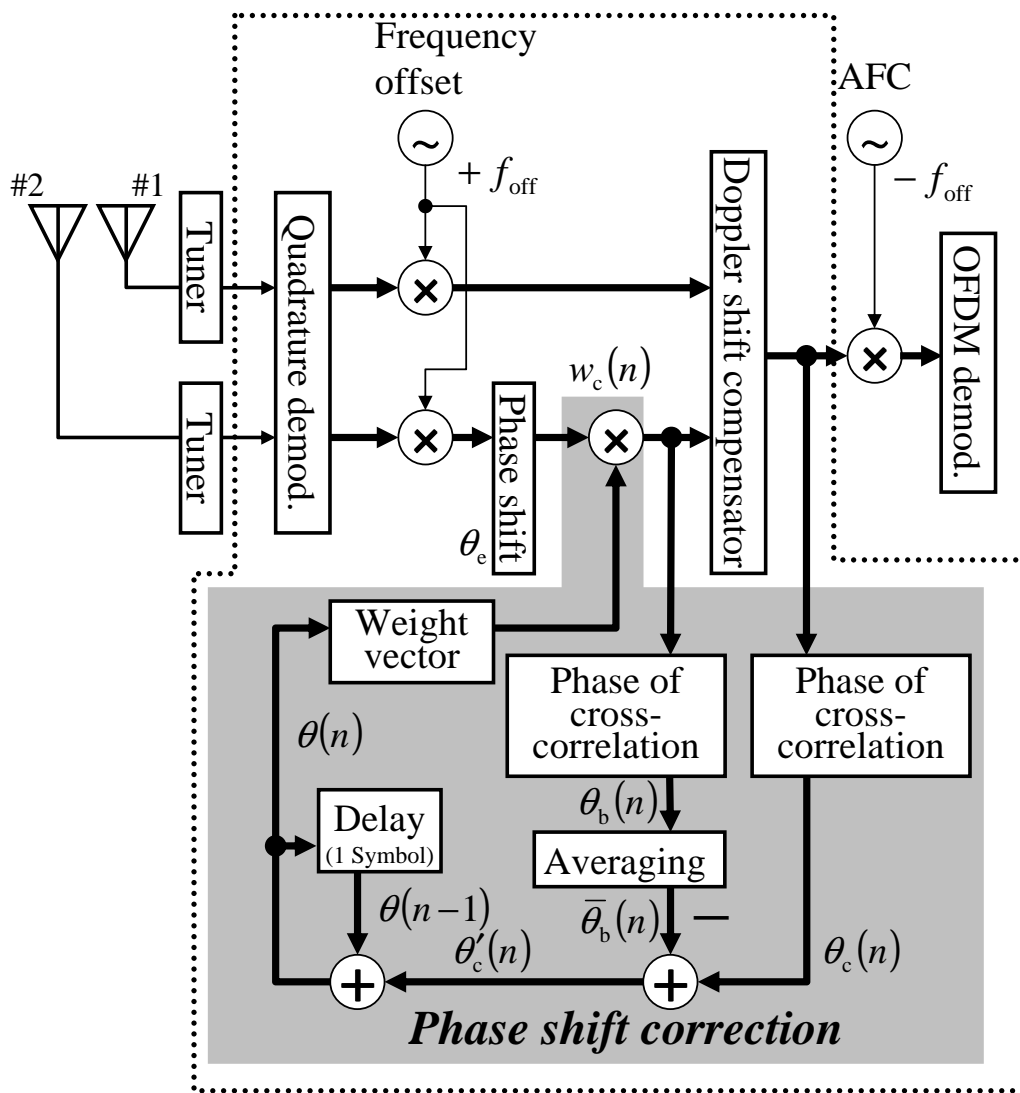 Frequency
offset
AFC
+ f_off
− f_off
#2
#1
Tuner
Tuner
Quadrature demod.
Doppler shift compensator
OFDM demod.
w_c(n)
Phase shift
θ_e
Weight
vector
Phase of
cross-
correlation
Phase of
cross-
correlation
θ(n)
θ_b(n)
Delay
(1 Symbol)
Averaging
θ(n−1)
θ̄_b(n)
−
θ′_c(n)
θ_c(n)
Phase shift correction